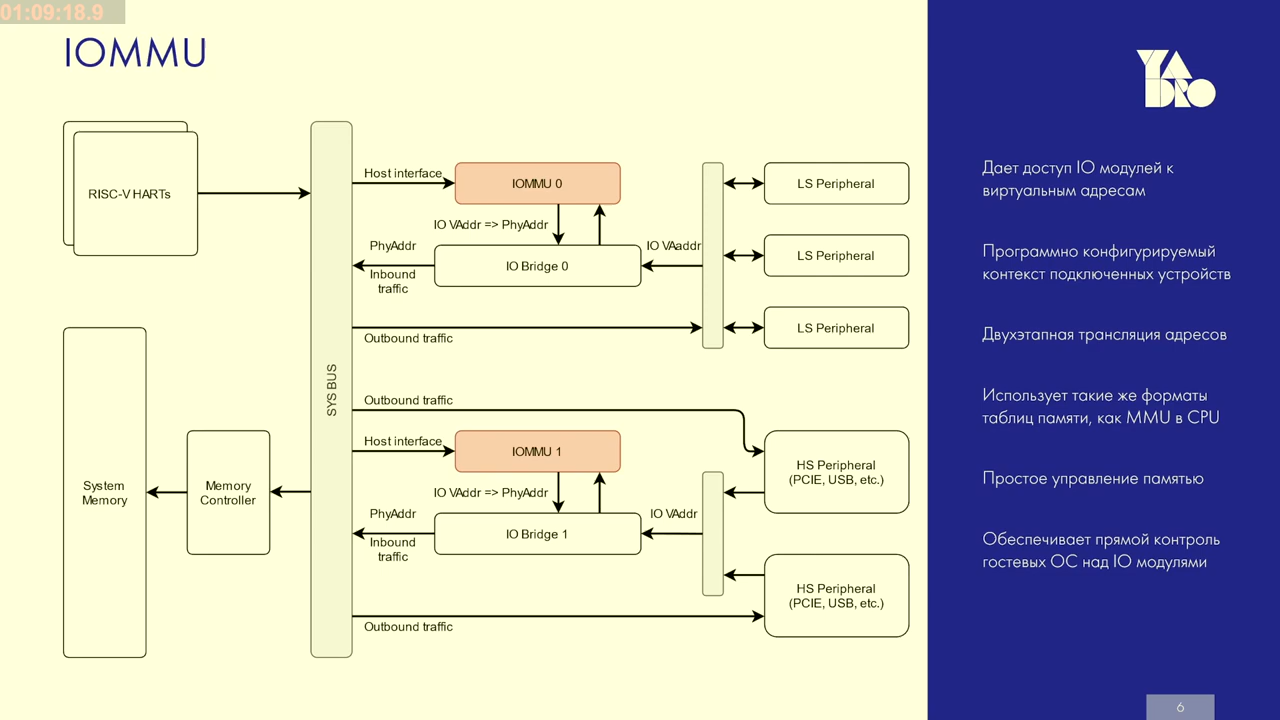 01:09:18.9
IOMMU
YADRO
RISC-V HARTs
SYS BUS
System
Memory
Memory
Controller
Host interface
IOMMU 0
IO VAddr => PhyAddr
PhyAddr
Inbound
traffic
IO Bridge 0
IO VAaddr
LS Peripheral
LS Peripheral
LS Peripheral
Outbound traffic
Outbound traffic
Host interface
IOMMU 1
IO VAddr => PhyAddr
PhyAddr
Inbound
traffic
IO Bridge 1
IO VAddr
HS Peripheral
(PCIE, USB, etc.)
HS Peripheral
(PCIE, USB, etc.)
Outbound traffic
Дает доступ IO модулей к
виртуальным адресам
Программно конфигурируемый
контекст подключенных устройств
Двухэтапная трансляция адресов
Использует такие же форматы
таблиц памяти, как MMU в CPU
Простое управление памятью
Обеспечивает прямой контроль
гостевых ОС над IO модулями
6